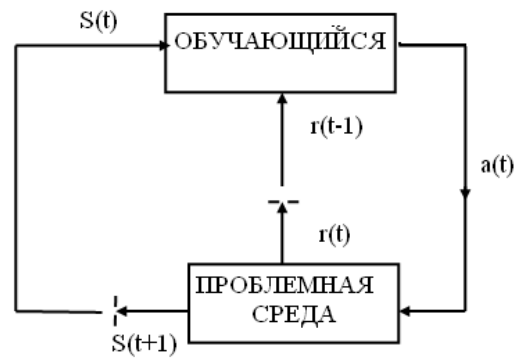 S(t)
ОБУЧАЮЩИЙСЯ
r(t-1)
a(t)
r(t)
ПРОБЛЕМНАЯ
СРЕДА
S(t+1)